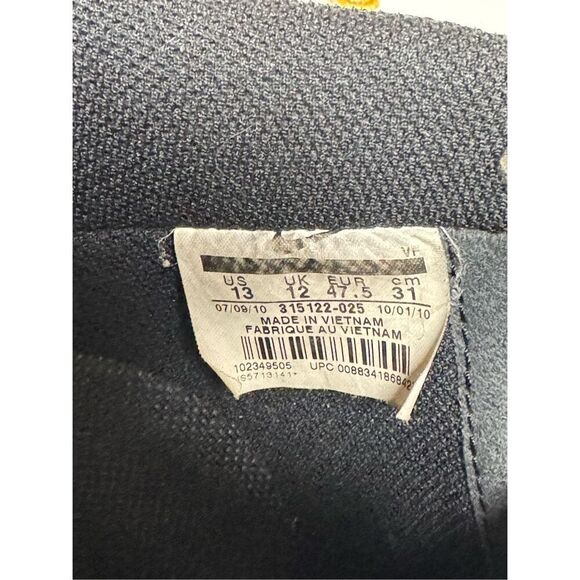 US UK EUR cm
13 12 47.5 31
07/09/10 315122-025 10/01/10
MADE IN VIETNAM
FABRIQUE AU VIETNAM
102349505 UPC 00883418684